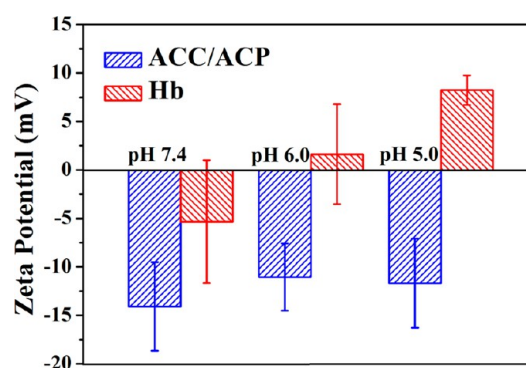 15
10
5
0
-5
-10
-15
-20
Zeta Potential (mV)
ACC/ACP
Hb
pH 7.4
pH 6.0
pH 5.0